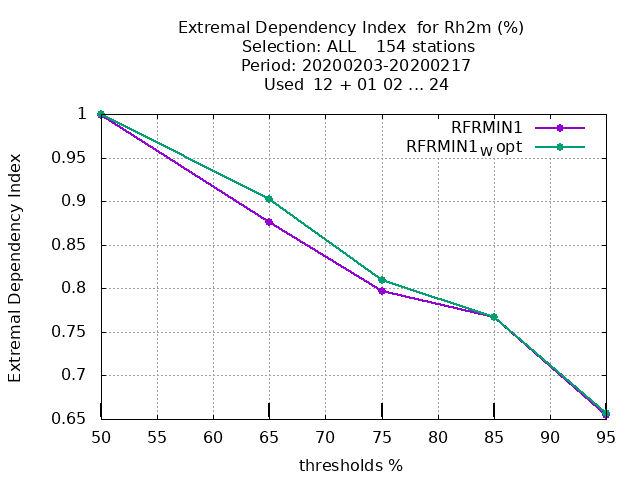 Extremal Dependency Index  for Rh2m (%)
Selection: ALL    154 stations
Period: 20200203-20200217
Used  12 + 01 02 ... 24
RFRMIN1
RFRMIN1W opt
Extremal Dependency Index
1
0.95
0.9
0.85
0.8
0.75
0.7
0.65
50 55 60 65 70 75 80 85 90 95
thresholds %